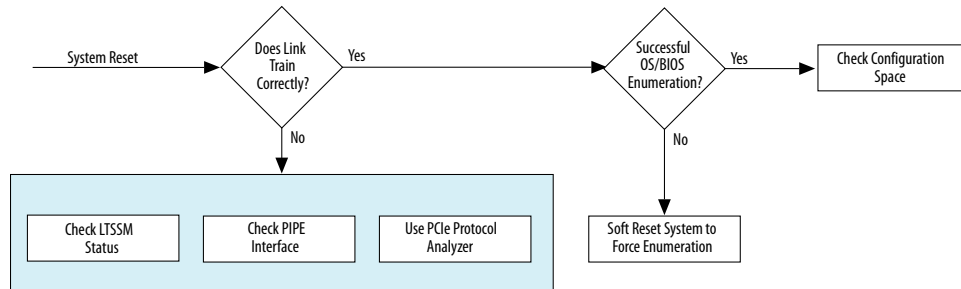 System Reset
Does Link
Train
Correctly?
Yes
Successful
OS/BIOS
Enumeration?
Yes
Check Configuration
Space
No
No
Check LTSSM
Status
Check PIPE
Interface
Use PCIe Protocol
Analyzer
Soft Reset System to
Force Enumeration